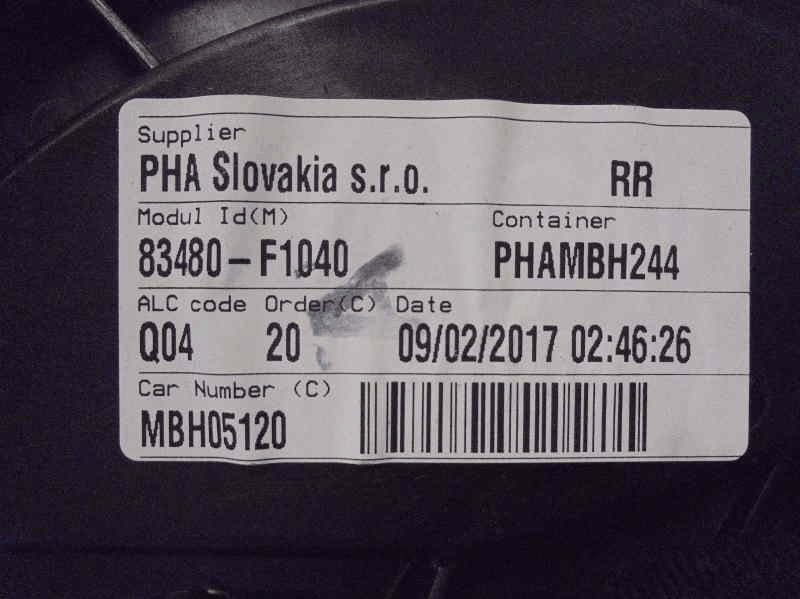 Supplier
PHA Slovakia s.r.o. RR
Modul Id(M) Container
83480-F1040 PHAMBH244
ALC code Order(C) Date
Q04 20 09/02/2017 02:46:26
Car Number (C)
MBH05120